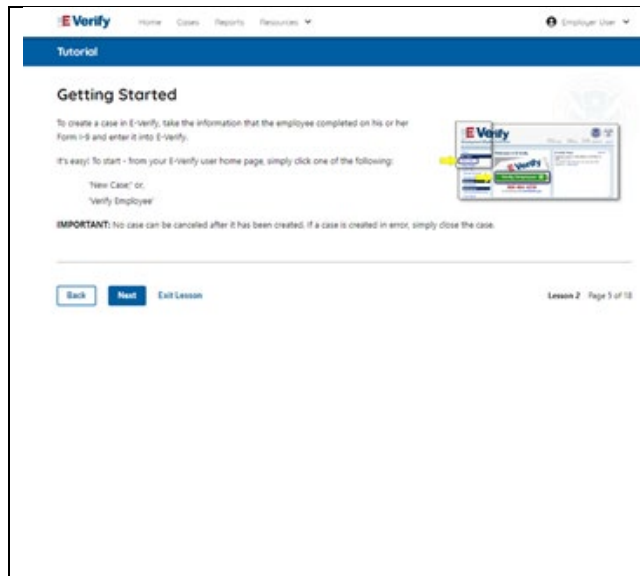 E-Verify Home Cases Reports Resources Employer User
Tutorial
Getting Started
To create a case in E-Verify, take the information that the employee completed on his or her
Form I-9 and enter it into E-Verify.
It's easy! To start - from your E-Verify user home page, simply click one of the following:
'New Case;' or,
'Verify Employee'
IMPORTANT: No case can be canceled after it has been created. If a case is created in error, simply close the case.
E-Verify
E-Verify
Verify Employee
Back Next Exit Lesson Lesson 2 Page 5 of 18